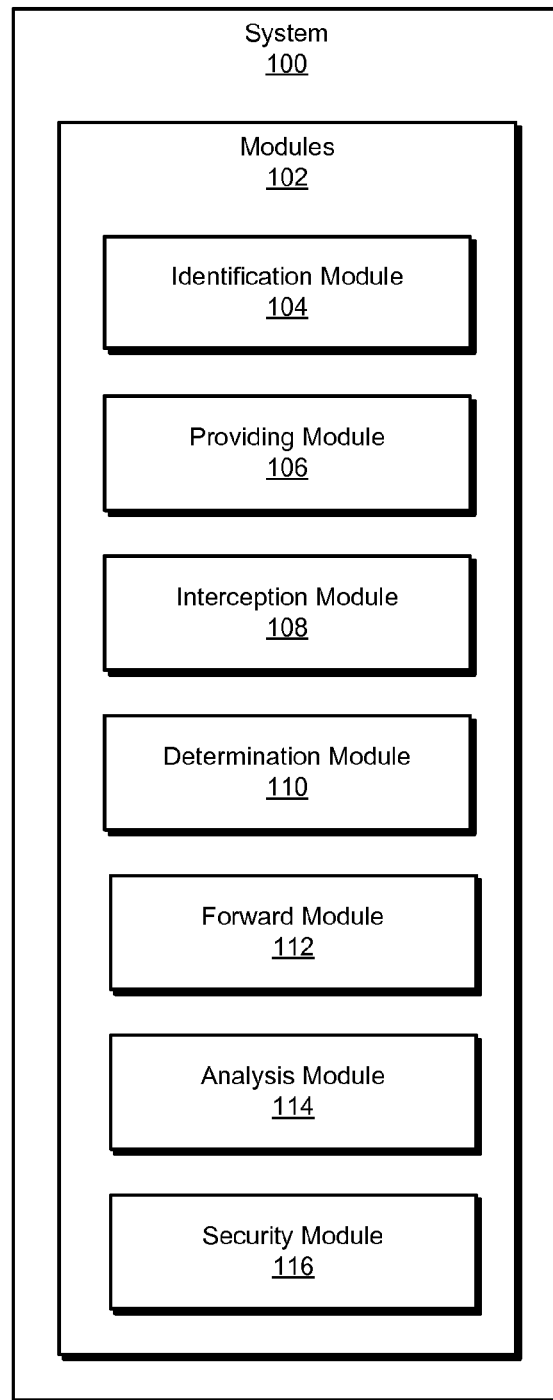 System
100
Modules
102
Identification Module
104
Providing Module
106
Interception Module
108
Determination Module
110
Forward Module
112
Analysis Module
114
Security Module
116